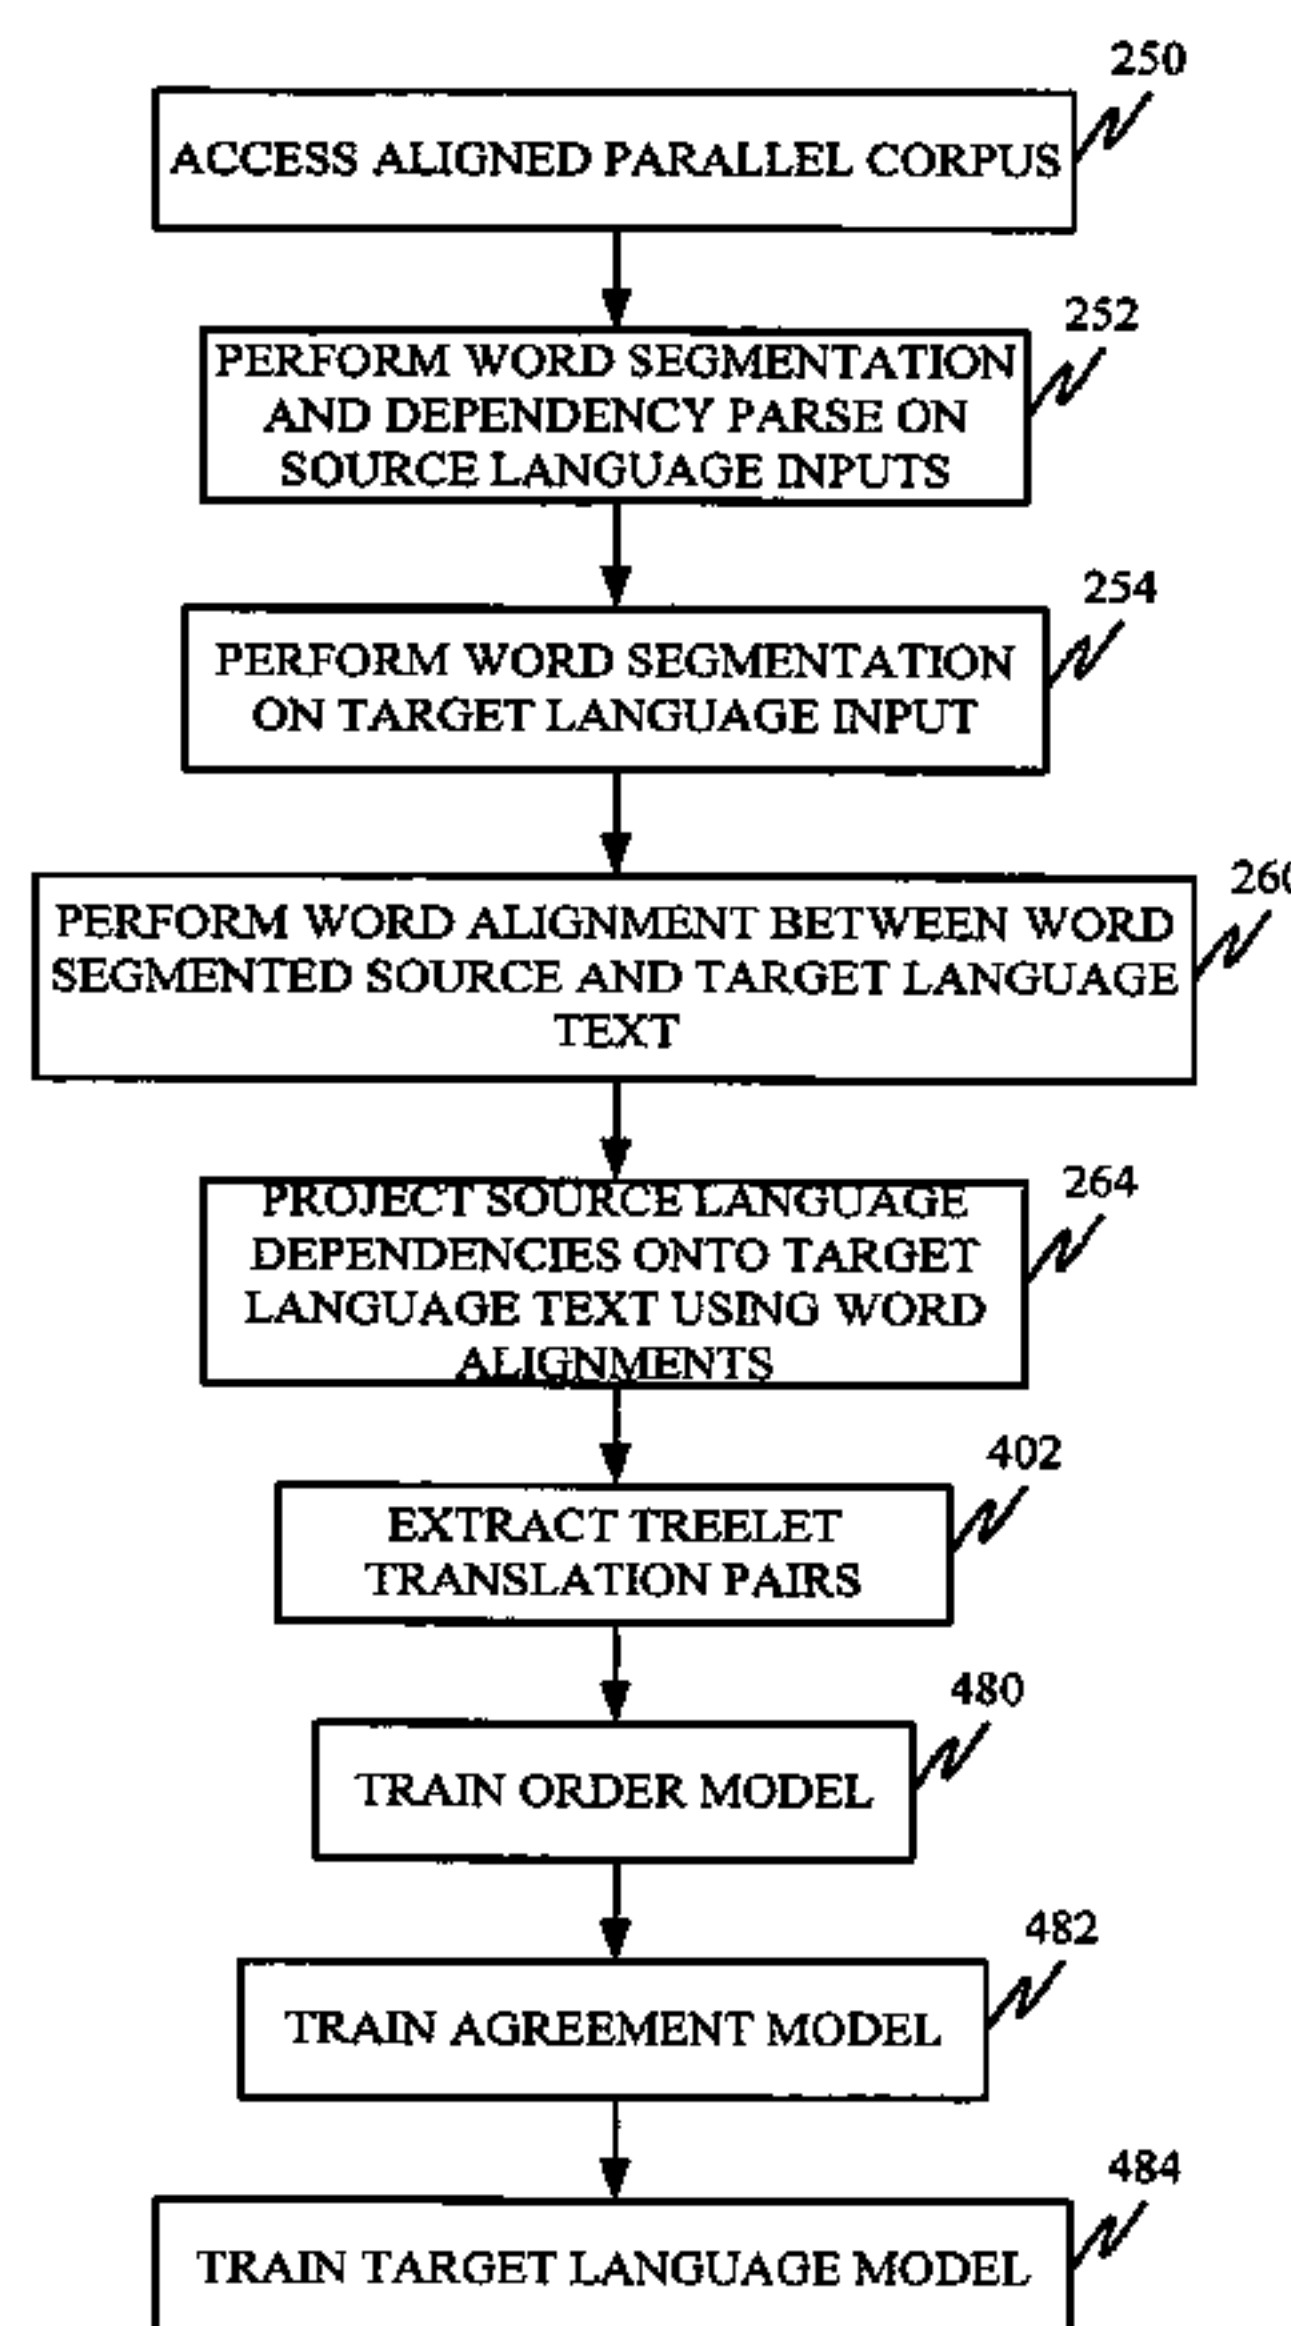 250
ACCESS ALIGNED PARALLEL CORPUS
252
PERFORM WORD SEGMENTATION
AND DEPENDENCY PARSE ON
SOURCE LANGUAGE INPUTS
254
PERFORM WORD SEGMENTATION
ON TARGET LANGUAGE INPUT
260
PERFORM WORD ALIGNMENT BETWEEN WORD
SEGMENTED SOURCE AND TARGET LANGUAGE
TEXT
264
PROJECT SOURCE LANGUAGE
DEPENDENCIES ONTO TARGET
LANGUAGE TEXT USING WORD
ALIGNMENTS
402
EXTRACT TREELET
TRANSLATION PAIRS
480
TRAIN ORDER MODEL
482
TRAIN AGREEMENT MODEL
484
TRAIN TARGET LANGUAGE MODEL